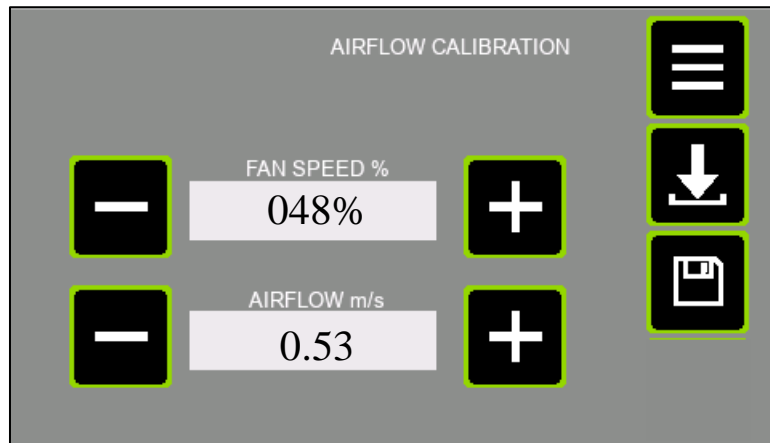 AIRFLOW CALIBRATION
FAN SPEED %
048%
AIRFLOW m/s
0.53